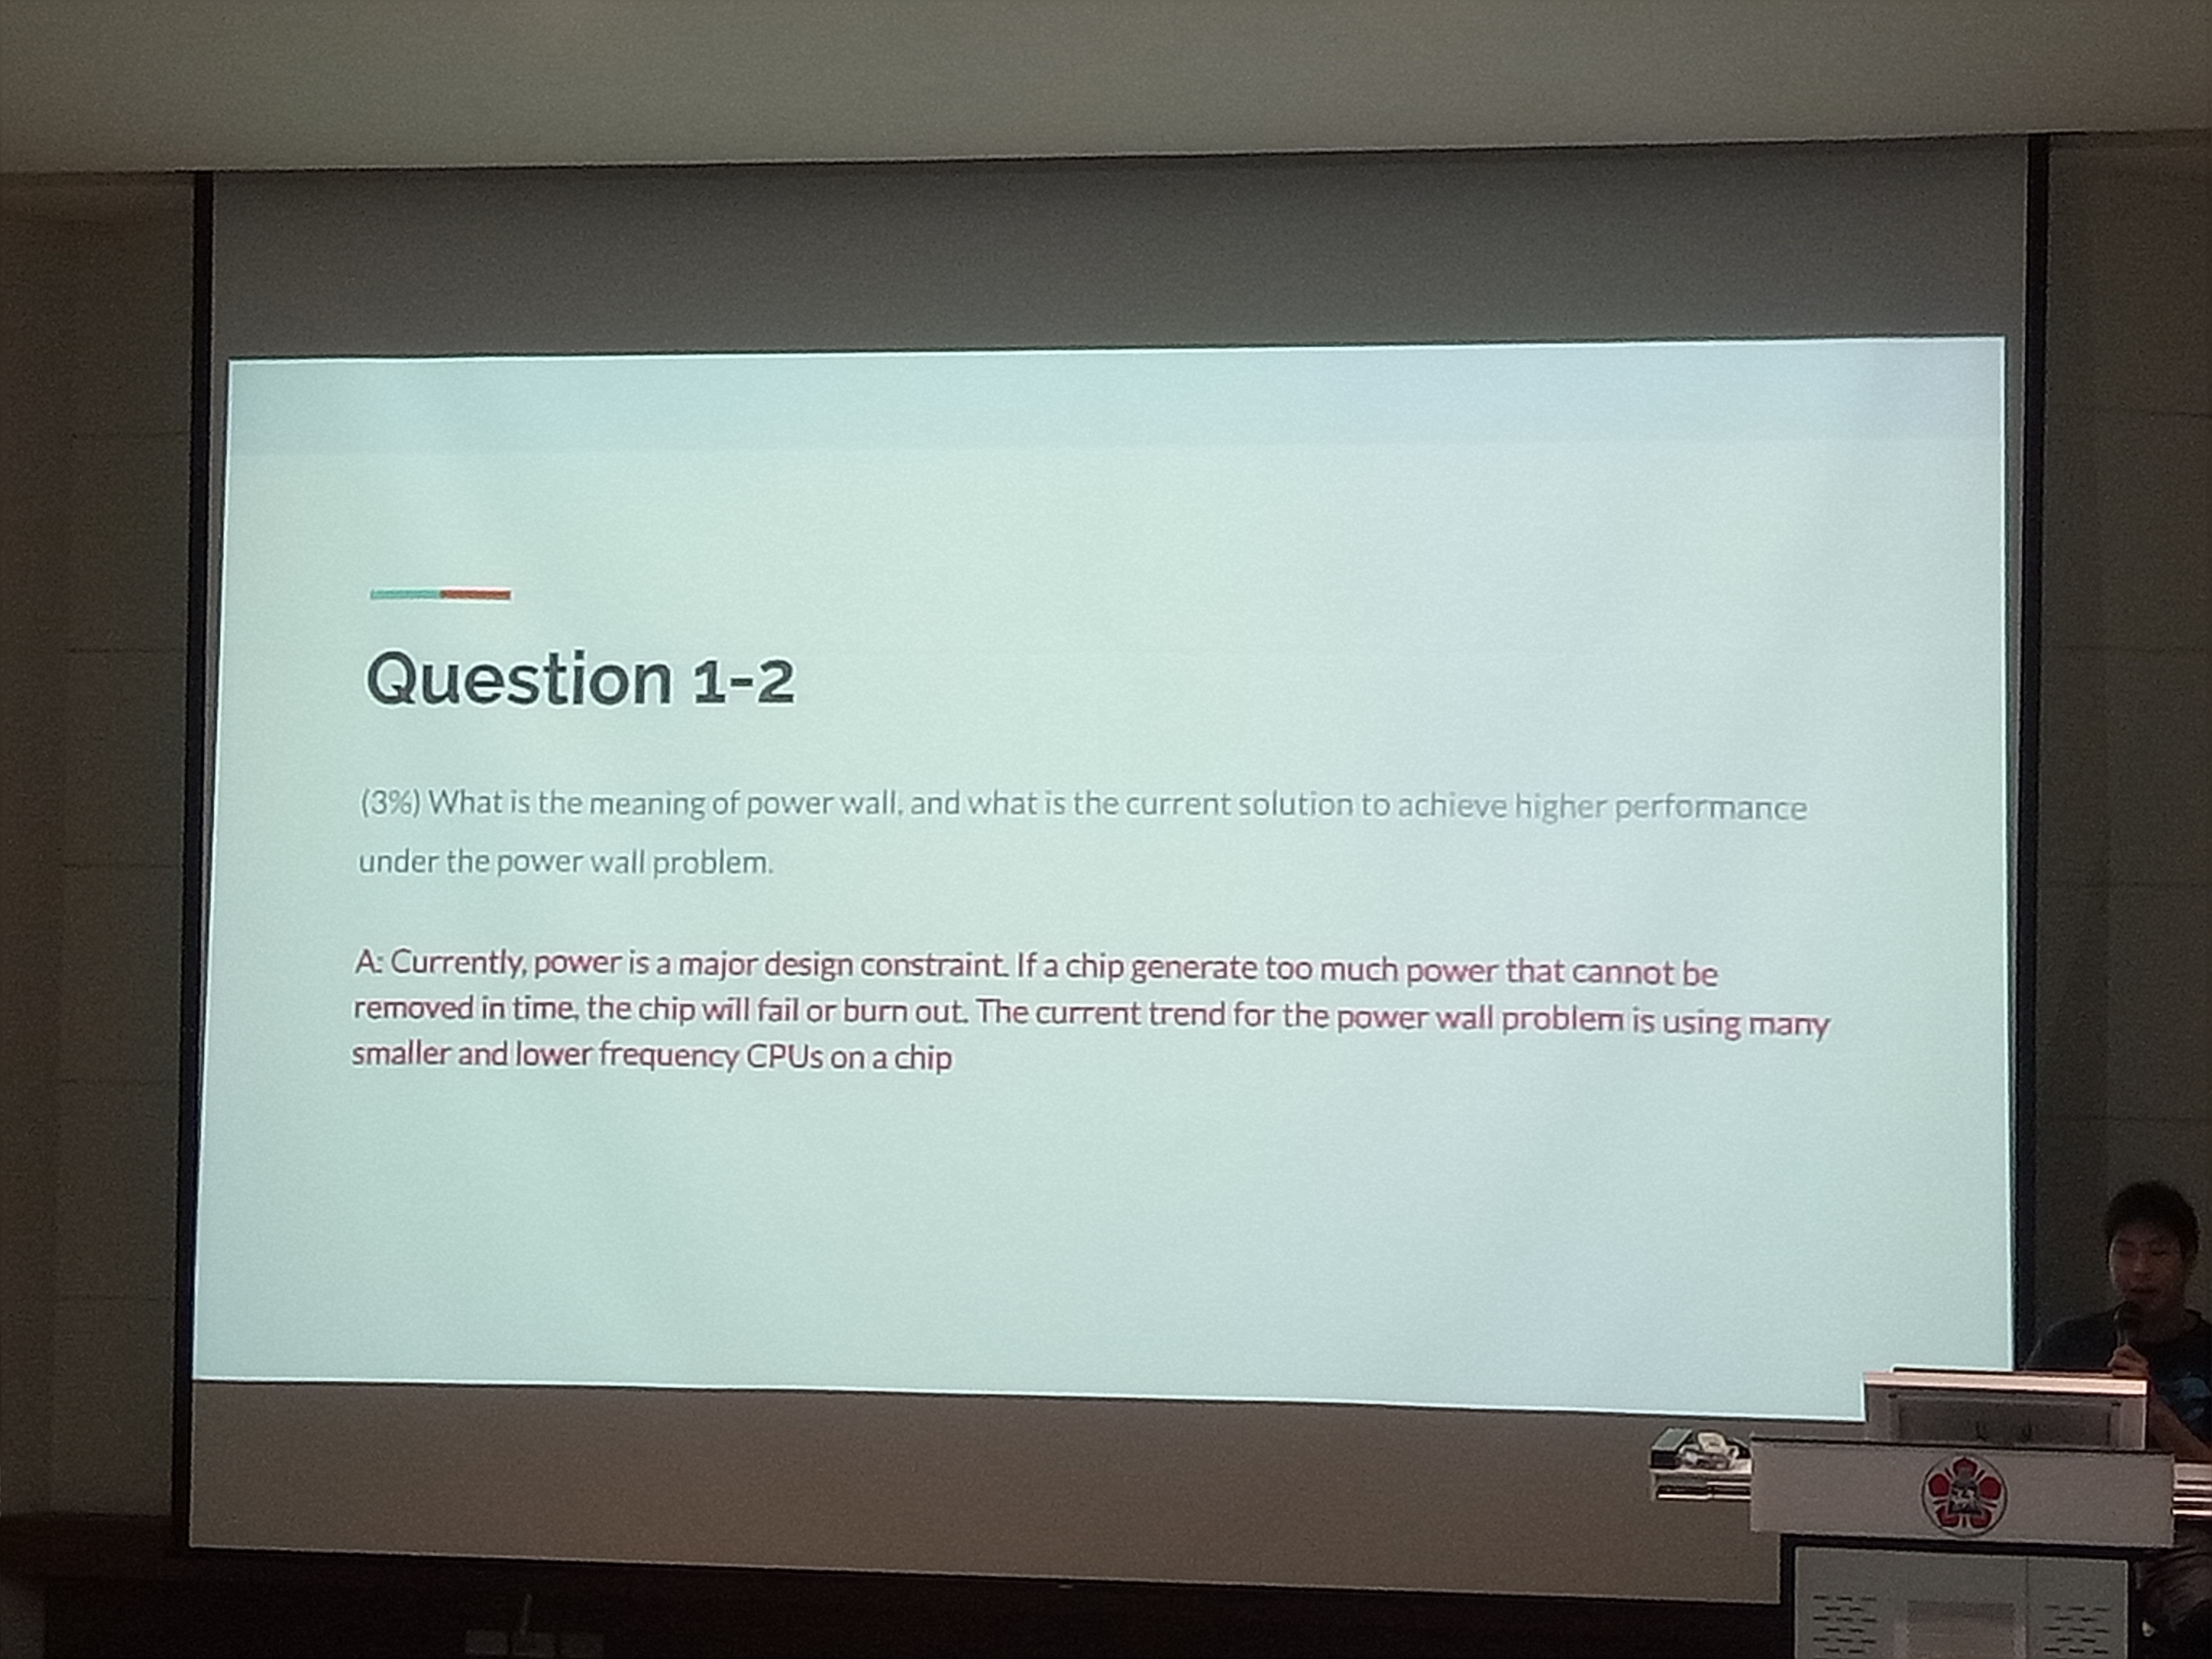 Question 1-2
(3%) What is the meaning of power wall, and what is the current solution to achieve higher performance
under the power wall problem.
A: Currently, power is a major design constraint. If a chip generate too much power that cannot be
removed in time, the chip will fail or burn out. The current trend for the power wall problem is using many
smaller and lower frequency CPUs on a chip